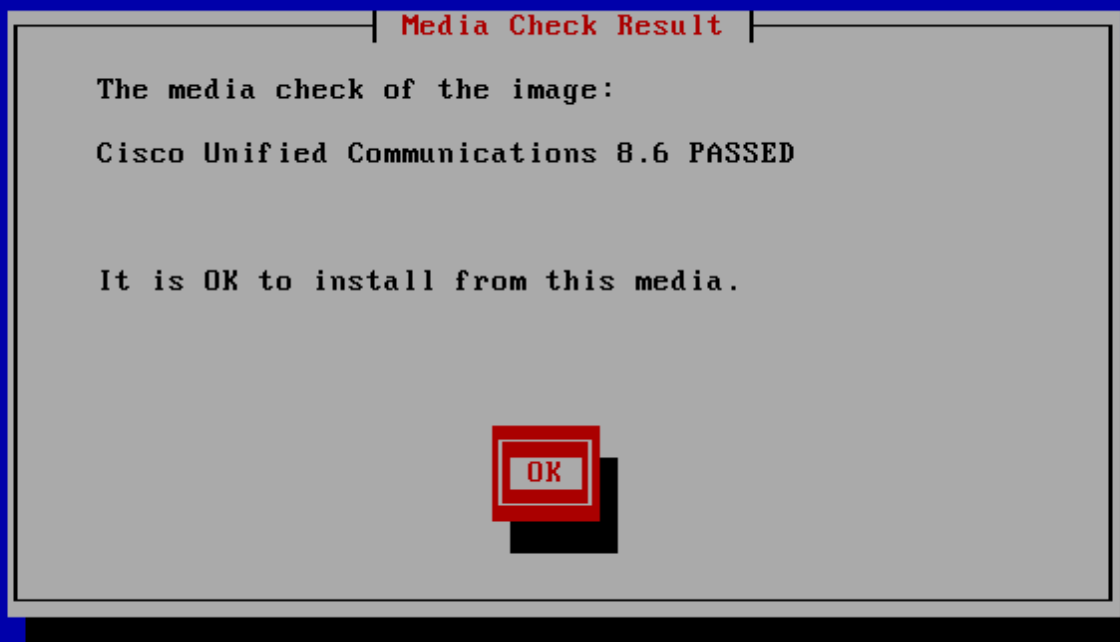 Media Check Result
The media check of the image:
Cisco Unified Communications 8.6 PASSED
It is OK to install from this media.
OK